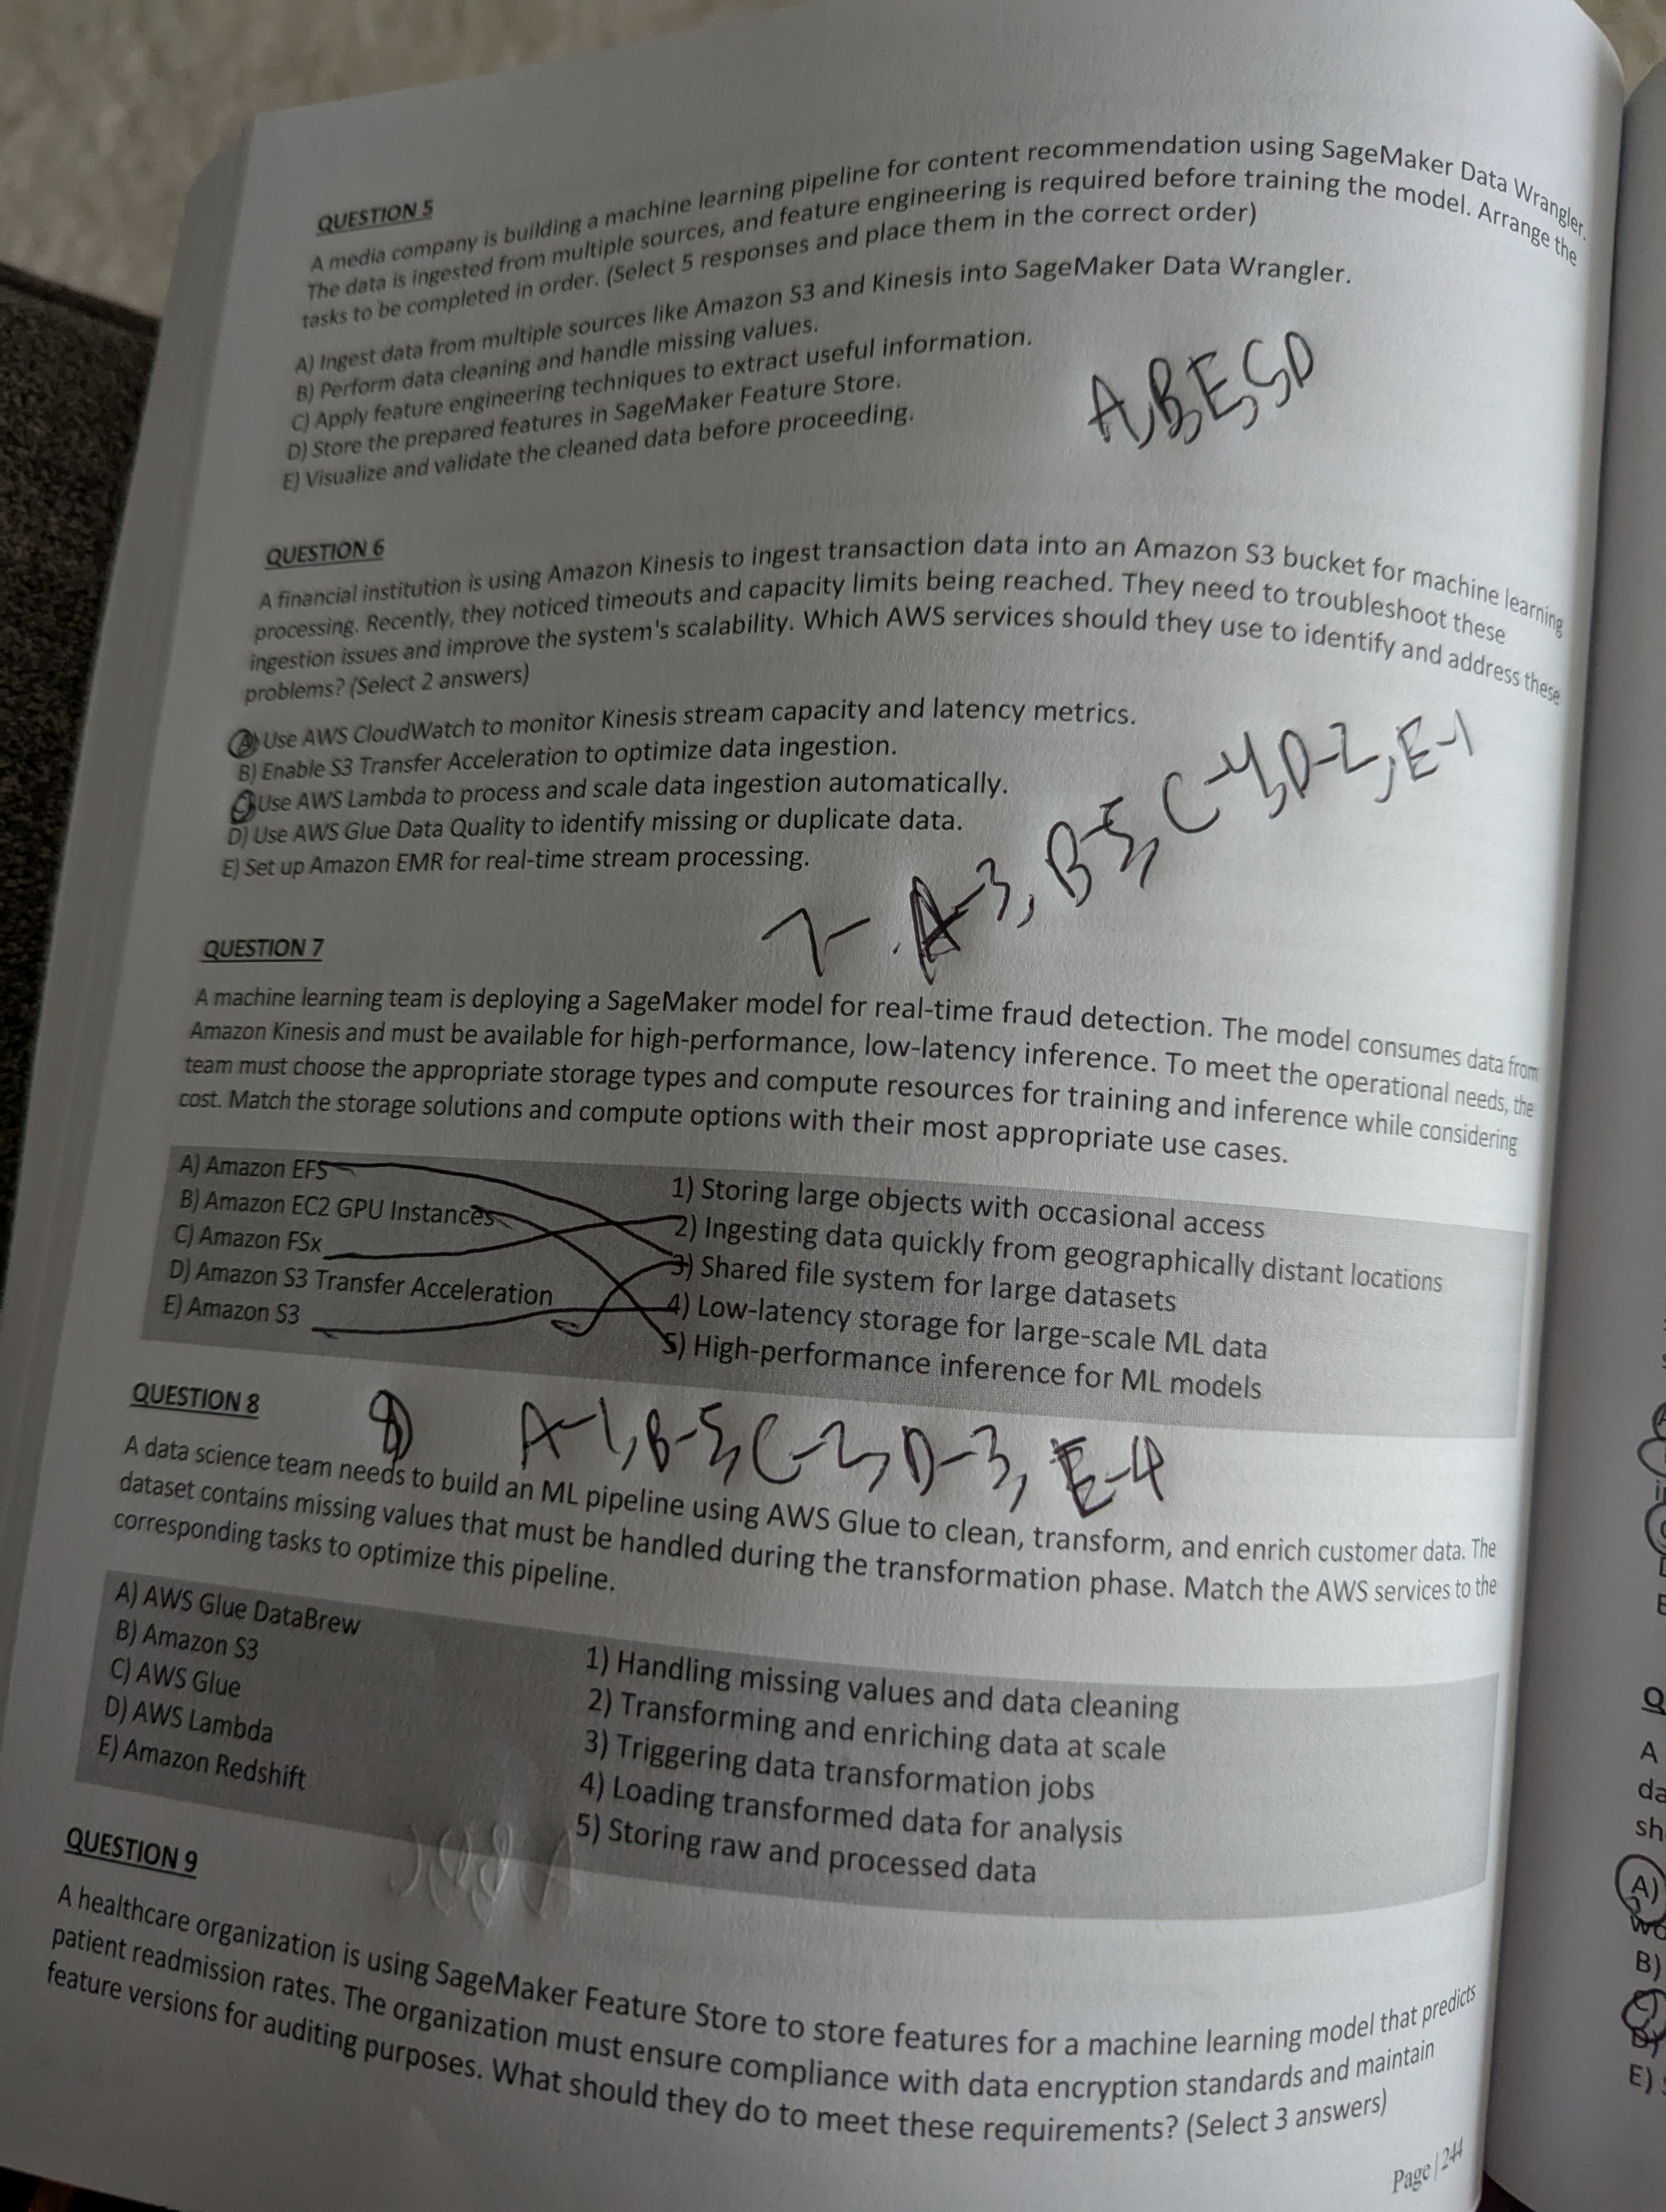 QUESTION 5
A media company is building a machine learning pipeline for content recommendation using SageMaker Data Wrangler.
The data is ingested from multiple sources, and feature engineering is required before training the model. Arrange the
tasks to be completed in order. (Select 5 responses and place them in the correct order)
A) Ingest data from multiple sources like Amazon S3 and Kinesis into SageMaker Data Wrangler.
B) Perform data cleaning and handle missing values.
C) Apply feature engineering techniques to extract useful information.
D) Store the prepared features in SageMaker Feature Store.
E) Visualize and validate the cleaned data before proceeding.
A,B,E,C,D
QUESTION 6
A financial institution is using Amazon Kinesis to ingest transaction data into an Amazon S3 bucket for machine learning
processing. Recently, they noticed timeouts and capacity limits being reached. They need to troubleshoot these
ingestion issues and improve the system's scalability. Which AWS services should they use to identify and address these
problems? (Select 2 answers)
A) Use AWS CloudWatch to monitor Kinesis stream capacity and latency metrics.
B) Enable S3 Transfer Acceleration to optimize data ingestion.
C) Use AWS Lambda to process and scale data ingestion automatically.
D) Use AWS Glue Data Quality to identify missing or duplicate data.
E) Set up Amazon EMR for real-time stream processing.
7- A-3, B-5, C-4, D-2, E-1
QUESTION 7
A machine learning team is deploying a SageMaker model for real-time fraud detection. The model consumes data from
Amazon Kinesis and must be available for high-performance, low-latency inference. To meet the operational needs, the
team must choose the appropriate storage types and compute resources for training and inference while considering
cost. Match the storage solutions and compute options with their most appropriate use cases.
A) Amazon EFS
B) Amazon EC2 GPU Instances
C) Amazon FSx
D) Amazon S3 Transfer Acceleration
E) Amazon S3
1) Storing large objects with occasional access
2) Ingesting data quickly from geographically distant locations
3) Shared file system for large datasets
4) Low-latency storage for large-scale ML data
5) High-performance inference for ML models
QUESTION 8
8) A-1, B-5, C-2, D-3, E-4
A data science team needs to build an ML pipeline using AWS Glue to clean, transform, and enrich customer data. The
dataset contains missing values that must be handled during the transformation phase. Match the AWS services to the
corresponding tasks to optimize this pipeline.
A) AWS Glue DataBrew
B) Amazon S3
C) AWS Glue
D) AWS Lambda
E) Amazon Redshift
1) Handling missing values and data cleaning
2) Transforming and enriching data at scale
3) Triggering data transformation jobs
4) Loading transformed data for analysis
5) Storing raw and processed data
QUESTION 9
A healthcare organization is using SageMaker Feature Store to store features for a machine learning model that predicts
patient readmission rates. The organization must ensure compliance with data encryption standards and maintain
feature versions for auditing purposes. What should they do to meet these requirements? (Select 3 answers)
Page | 244
Q
A
da
sh
A)
wo
B)
E)